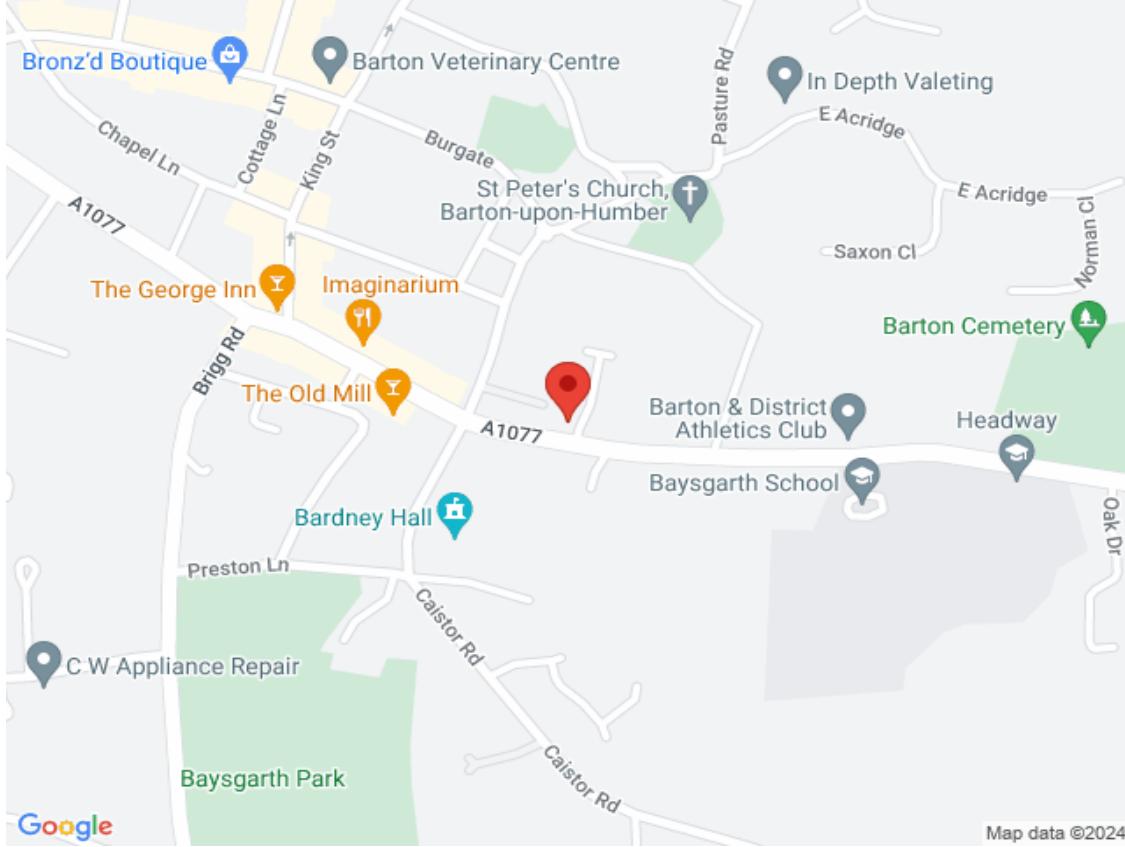 Bronz'd Boutique
Barton Veterinary Centre
In Depth Valeting
Pasture Rd
E Acridge
Cottage Ln
Chapel Ln
King St
Burgate
St Peter's Church,
Barton-upon-Humber
E Acridge
A1077
Saxon Cl
Norman Cl
The George Inn
Imaginarium
Barton Cemetery
Brigg Rd
The Old Mill
A1077
Barton & District
Athletics Club
Headway
Baysgarth School
Bardney Hall
Oak Dr
Preston Ln
Caistor Rd
C W Appliance Repair
Baysgarth Park
Caistor Rd
Google
Map data ©2024